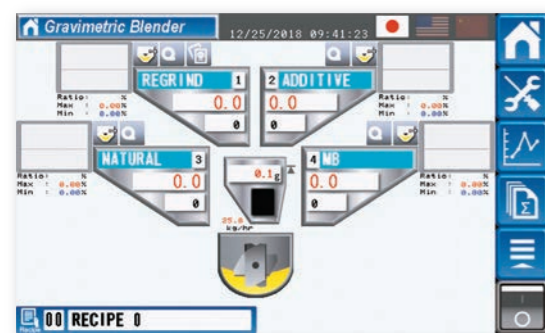 Gravimetric Blender
12/25/2018 09:41:23
REGRIND 1
2 ADDITIVE
0.0
0.0
0
0
Ratio: %
Max : 0.00%
Min : 0.00%
Ratio: %
Max : 0.00%
Min : 0.00%
NATURAL 3
4 MB
0.0
0.0
0
0
Ratio: %
Max : 0.00%
Min : 0.00%
Ratio: %
Max : 0.00%
Min : 0.00%
0.1g
25.0
kg/hr
Σ
Recipe
00 RECIPE 0